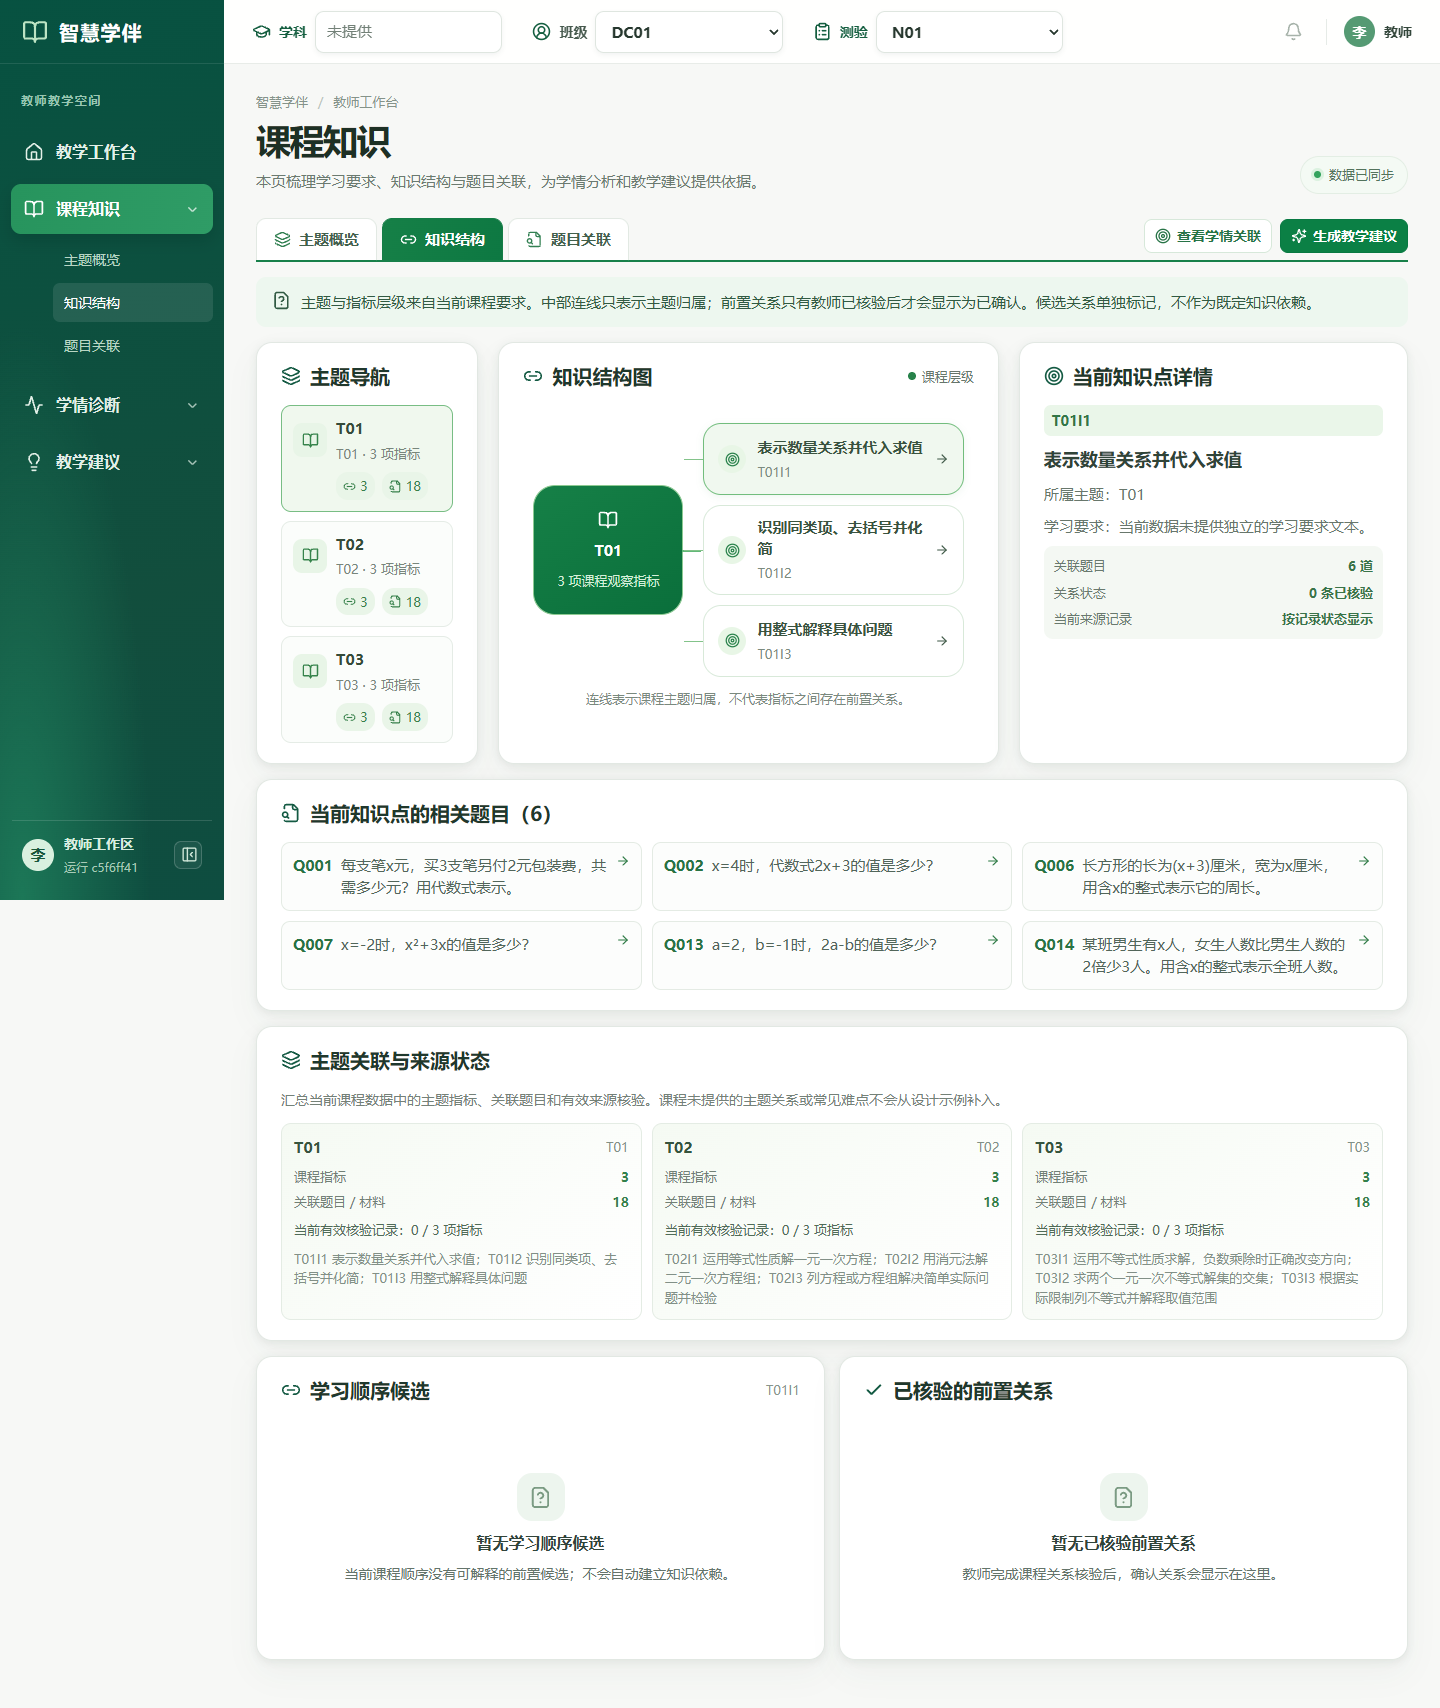 智慧学伴
学科 未提供 班级 DC01 测验 N01 李 教师
教师教学空间
教学工作台
课程知识
主题概览
知识结构
题目关联
学情诊断
教学建议
李 教师工作区
运行 c5f6ff41
智慧学伴 / 教师工作台
课程知识
本页梳理学习要求、知识结构与题目关联，为学情分析和教学建议提供依据。
数据已同步
主题概览 知识结构 题目关联 查看学情关联 生成教学建议
主题与指标层级来自当前课程要求。中部连线只表示主题归属；前置关系只有教师已核验后才会显示为已确认。候选关系单独标记，不作为既定知识依赖。
主题导航
T01
T01 · 3 项指标
3 18
T02
T02 · 3 项指标
3 18
T03
T03 · 3 项指标
3 18
知识结构图 课程层级
T01
3 项课程观察指标
表示数量关系并代入求值
T01I1
识别同类项、去括号并化
简
T01I2
用整式解释具体问题
T01I3
连线表示课程主题归属，不代表指标之间存在前置关系。
当前知识点详情
T01I1
表示数量关系并代入求值
所属主题：T01
学习要求：当前数据未提供独立的学习要求文本。
关联题目 6 道
关系状态 0 条已核验
当前来源记录 按记录状态显示
当前知识点的相关题目（6）
Q001 每支笔x元，买3支笔另付2元包装费，共
需多少元？用代数式表示。
Q002 x=4时，代数式2x+3的值是多少？
Q006 长方形的长为(x+3)厘米，宽为x厘米，
用含x的整式表示它的周长。
Q007 x=-2时，x²+3x的值是多少？
Q013 a=2，b=-1时，2a-b的值是多少？
Q014 某班男生有x人，女生人数比男生人数的
2倍少3人。用含x的整式表示全班人数。
主题关联与来源状态
汇总当前课程数据中的主题指标、关联题目和有效来源核验。课程未提供的主题关系或常见难点不会从设计示例补入。
T01 T01
课程指标 3
关联题目 / 材料 18
当前有效核验记录：0 / 3 项指标
T01I1 表示数量关系并代入求值；T01I2 识别同类项、去
括号并化简；T01I3 用整式解释具体问题
T02 T02
课程指标 3
关联题目 / 材料 18
当前有效核验记录：0 / 3 项指标
T02I1 运用等式性质解一元一次方程；T02I2 用消元法解
二元一次方程组；T02I3 列方程或方程组解决简单实际问
题并检验
T03 T03
课程指标 3
关联题目 / 材料 18
当前有效核验记录：0 / 3 项指标
T03I1 运用不等式性质求解，负数乘除时正确改变方向；
T03I2 求两个一元一次不等式解集的交集；T03I3 根据实
际限制列不等式并解释取值范围
学习顺序候选 T01I1
暂无学习顺序候选
当前课程顺序没有可解释的前置候选；不会自动建立知识依赖。
已核验的前置关系
暂无已核验前置关系
教师完成课程关系核验后，确认关系会显示在这里。